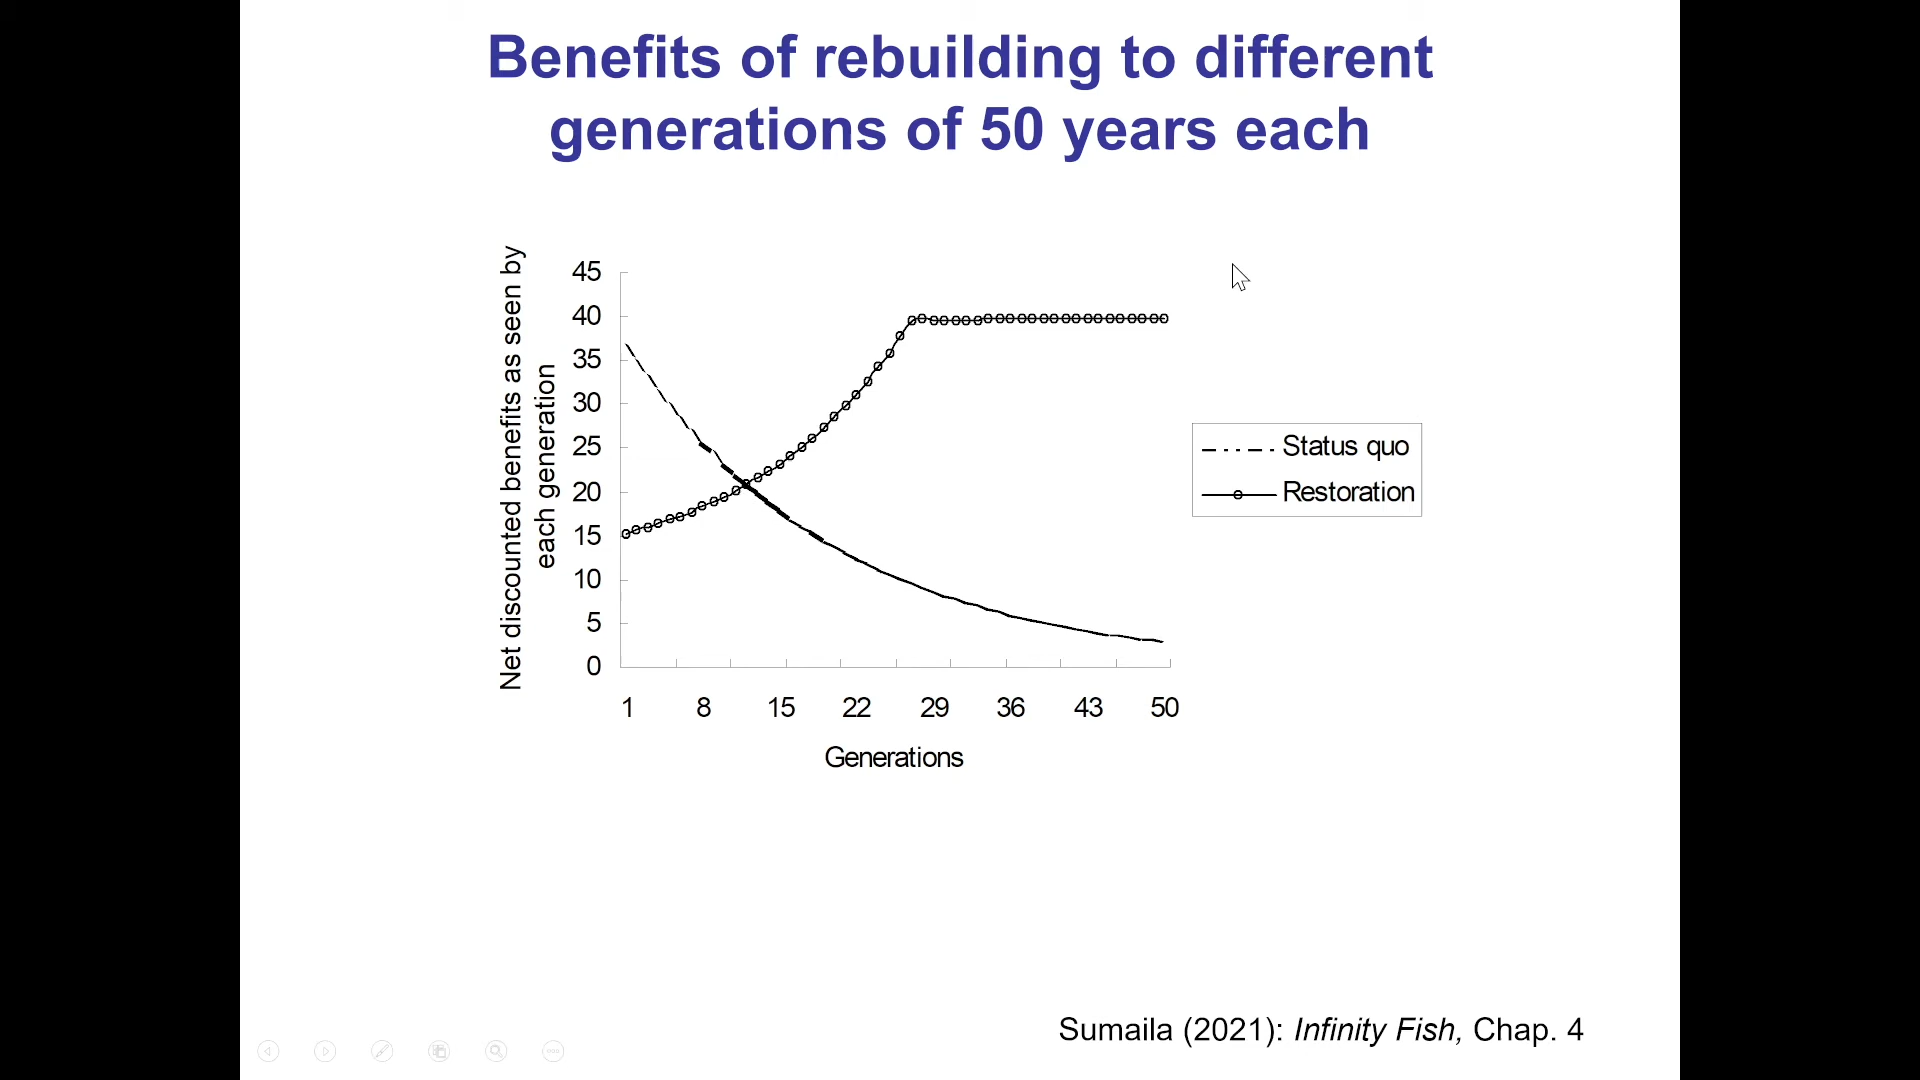 Benefits of rebuilding to different
generations of 50 years each
Net discounted benefits as seen by
each generation
45
40
35
30
25
20
15
10
5
0
1 8 15 22 29 36 43 50
Generations
Status quo
Restoration
Sumaila (2021): Infinity Fish, Chap. 4